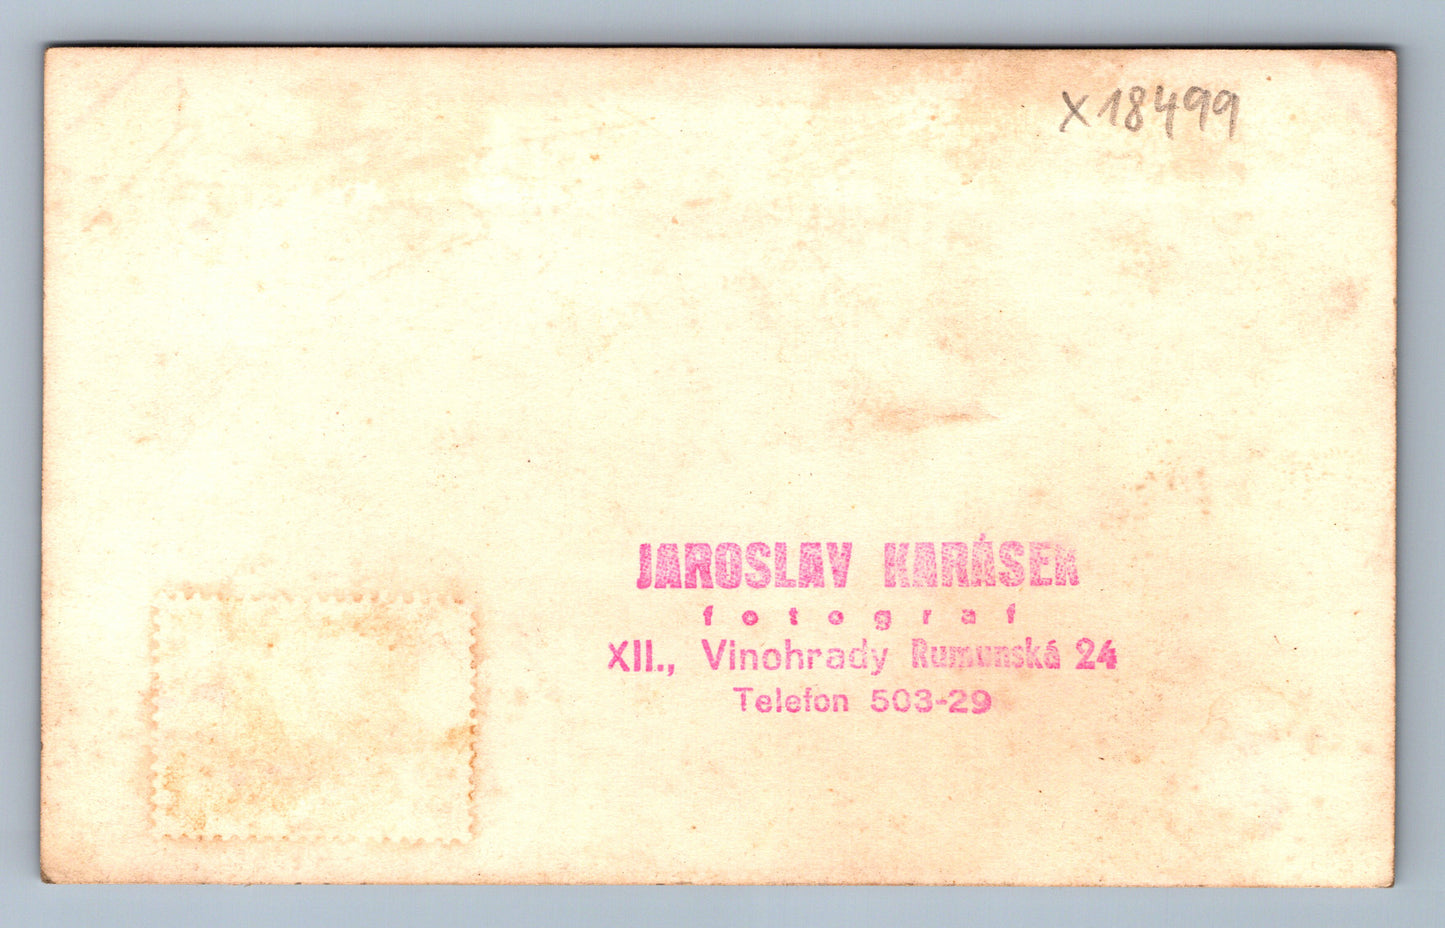 X18499
JAROSLAV KARÁSEK
fotograf
XII., Vinohrady Rumunská 24
Telefon 503-29